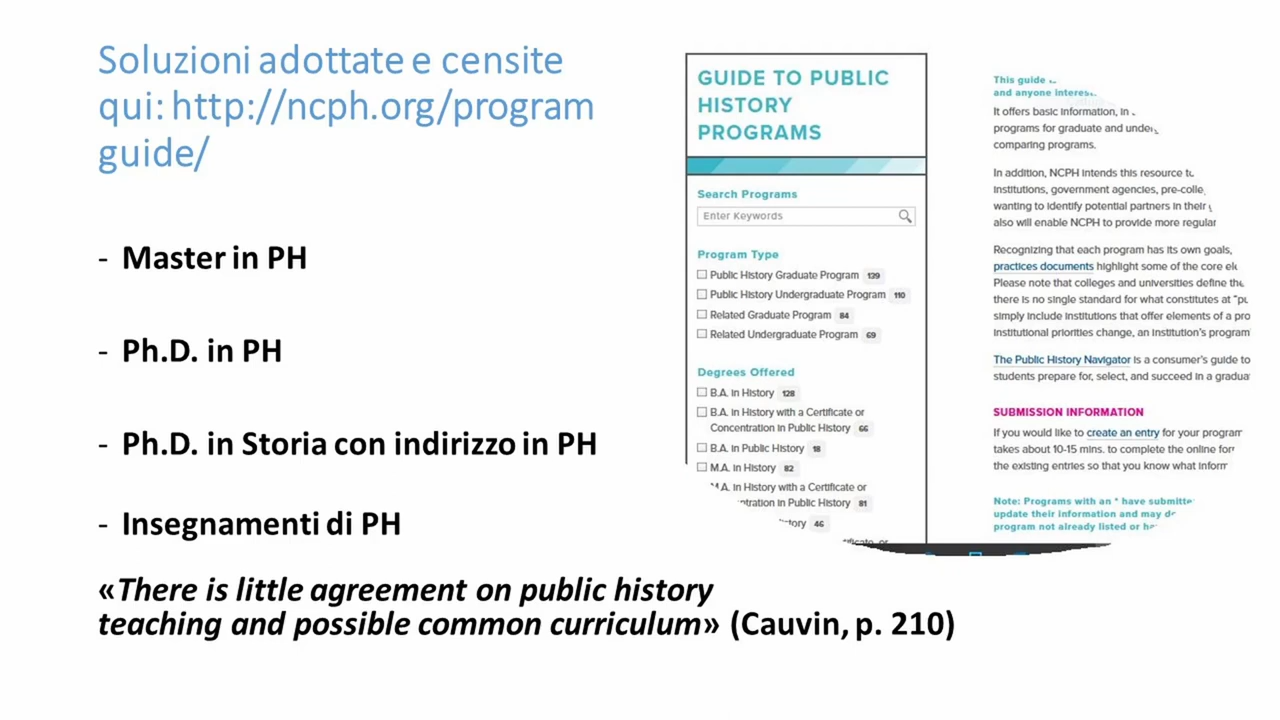 Soluzioni adottate e censite
qui: http://ncph.org/program
guide/
- Master in PH
- Ph.D. in PH
- Ph.D. in Storia con indirizzo in PH
- Insegnamenti di PH
«There is little agreement on public history
teaching and possible common curriculum» (Cauvin, p. 210)
GUIDE TO PUBLIC
HISTORY
PROGRAMS
Search Programs
Enter Keywords
Program Type
Public History Graduate Program 139
Public History Undergraduate Program 110
Related Graduate Program 84
Related Undergraduate Program 69
Degrees Offered
B.A. in History 128
B.A. in History with a Certificate or
Concentration in Public History 66
B.A. in Public History 18
M.A. in History 82
M.A. in History with a Certificate or
in Public History 81
46
or
This guide
and anyone
It offers basic information, in
programs for graduate and
comparing programs.
In addition, NCPH intends this resource
institutions, government agencies,
wanting to identify potential partners in their
also will enable NCPH to provide more regular
Recognizing that each program has its own goals,
practices documents highlight some of the core
Please note that colleges and universities define
there is no single standard for what constitutes at
simply include institutions that offer elements of a
institutional priorities change, an institution's program
The Public History Navigator is a consumer's guide to
students prepare for, select, and succeed in a
SUBMISSION INFORMATION
If you would like to create an entry for your program
takes about 10-15 mins. to complete the online
the existing entries so that you know what
Note: Programs with an * have
update their information and may
program not already listed or